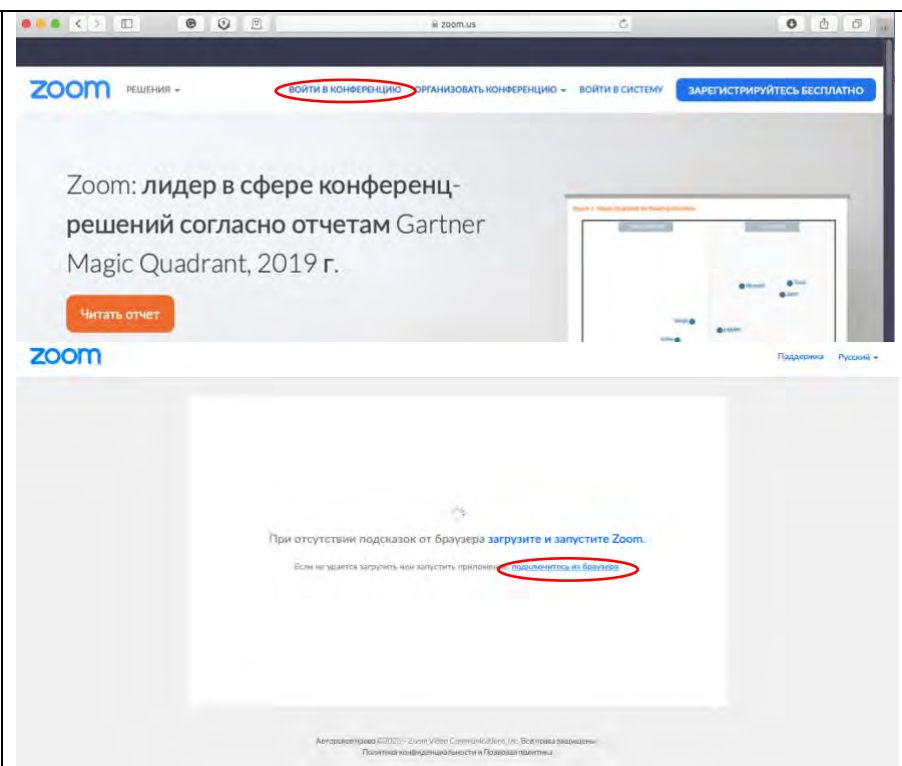 zoom.us
zoom РЕШЕНИЯ ВОЙТИ В КОНФЕРЕНЦИЮ ОРГАНИЗОВАТЬ КОНФЕРЕНЦИЮ ВОЙТИ В СИСТЕМУ ЗАРЕГИСТРИРУЙТЕСЬ БЕСПЛАТНО
Zoom: лидер в сфере конференц-
решений согласно отчетам Gartner
Magic Quadrant, 2019 г.
Читать отчет
zoom Поддержка Русский
При отсутствии подсказок от браузера загрузите и запустите Zoom.
Если не удается загрузить или запустить приложение, подключитесь из браузера
Авторское право Zoom Video Communications, Inc. Все права защищены
Политика конфиденциальности и Правовая политика